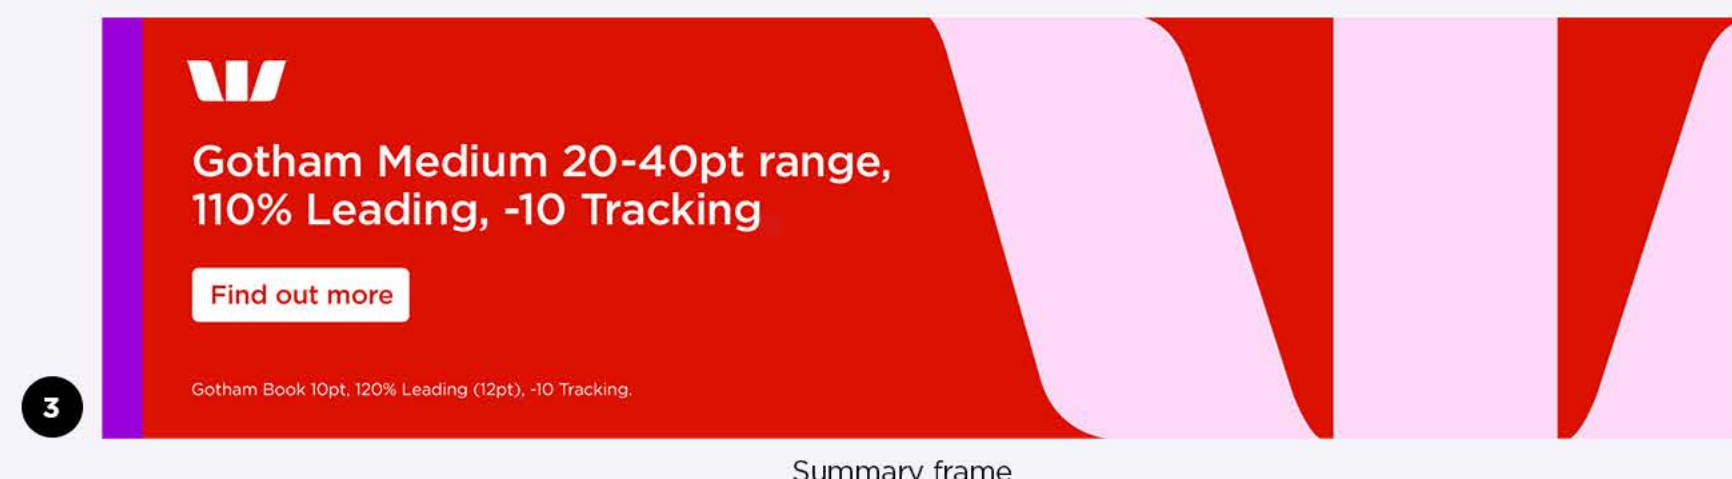 Gotham Medium 20-40pt range,
110% Leading, -10 Tracking
Find out more
Gotham Book 10pt, 120% Leading (12pt), -10 Tracking.
3
Summary frame